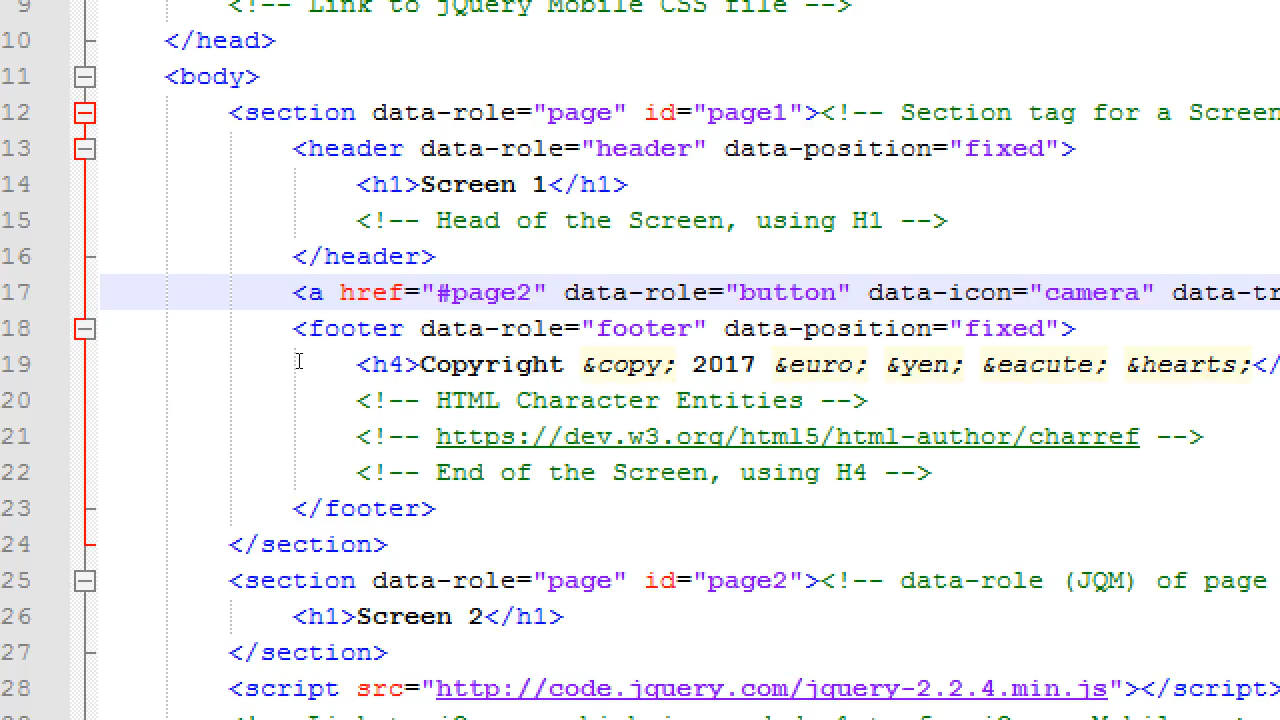 9 <!-- Link to jQuery Mobile CSS file -->
10 </head>
11 <body>
12 <section data-role="page" id="page1"><!-- Section tag for a Screen
13 <header data-role="header" data-position="fixed">
14 <h1>Screen 1</h1>
15 <!-- Head of the Screen, using H1 -->
16 </header>
17 <a href="#page2" data-role="button" data-icon="camera" data-tr
18 <footer data-role="footer" data-position="fixed">
19 <h4>Copyright &copy; 2017 &euro; &yen; &eacute; &hearts;</
20 <!-- HTML Character Entities -->
21 <!-- https://dev.w3.org/html5/html-author/charref -->
22 <!-- End of the Screen, using H4 -->
23 </footer>
24 </section>
25 <section data-role="page" id="page2"><!-- data-role (JQM) of page
26 <h1>Screen 2</h1>
27 </section>
28 <script src="http://code.jquery.com/jquery-2.2.4.min.js"></script>